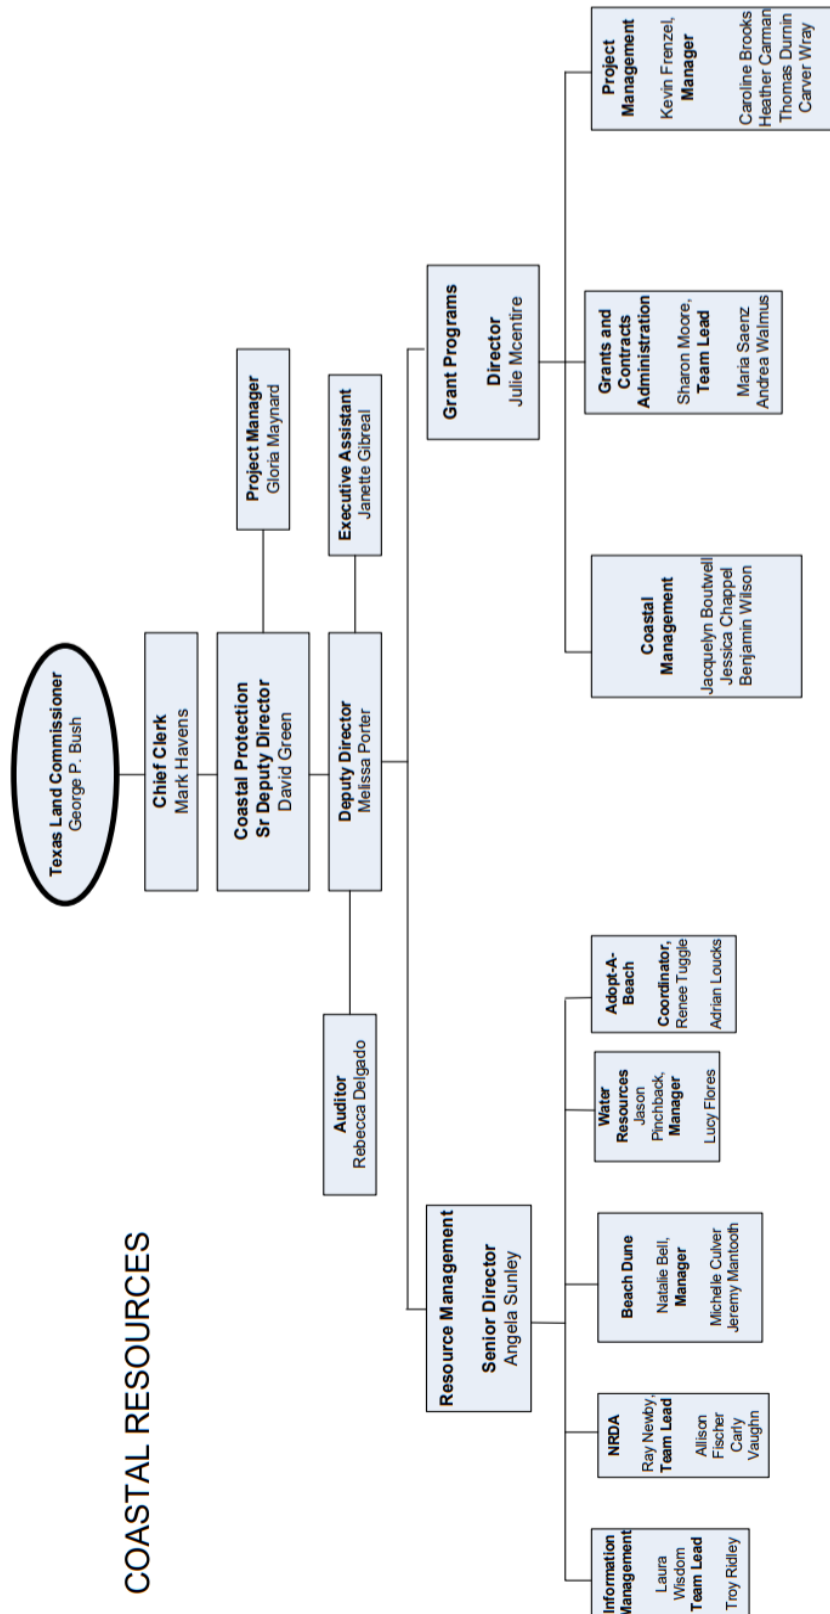 COASTAL RESOURCES
Texas Land Commissioner
George P. Bush
Chief Clerk
Mark Havens
Coastal Protection
Sr Deputy Director
David Green
Project Manager
Gloria Maynard
Deputy Director
Melissa Porter
Executive Assistant
Janette Gibreal
Auditor
Rebecca Delgado
Resource Management
Senior Director
Angela Sunley
Grant Programs
Director
Julie Mcentire
Information
Management
Laura
Wisdom
Team Lead
Troy Ridley
NRDA
Ray Newby,
Team Lead
Allison
Fischer
Carly
Vaughn
Beach Dune
Natalie Bell,
Manager
Michelle Culver
Jeremy Mantooth
Water
Resources
Jason
Pinchback,
Manager
Lucy Flores
Adopt-A-
Beach
Coordinator,
Renee Tuggle
Adrian Loucks
Coastal
Management
Jacquelyn Boutwell
Jessica Chappel
Benjamin Wilson
Grants and
Contracts
Administration
Sharon Moore,
Team Lead
Maria Saenz
Andrea Walmus
Project
Management
Kevin Frenzel,
Manager
Caroline Brooks
Heather Carman
Thomas Durnin
Carver Wray